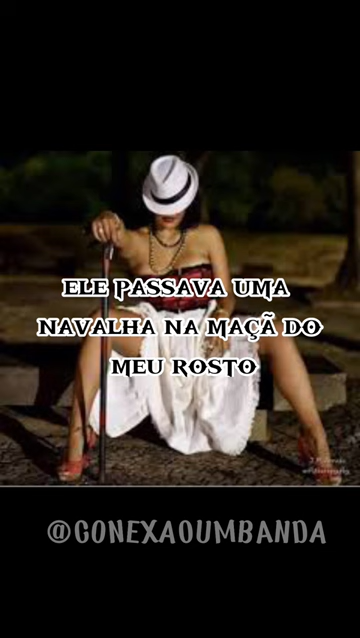 ELE PASSAVA UMA
NAVALHA NA MAÇÃ DO
MEU ROSTO
@CONEXAOUMBANDA